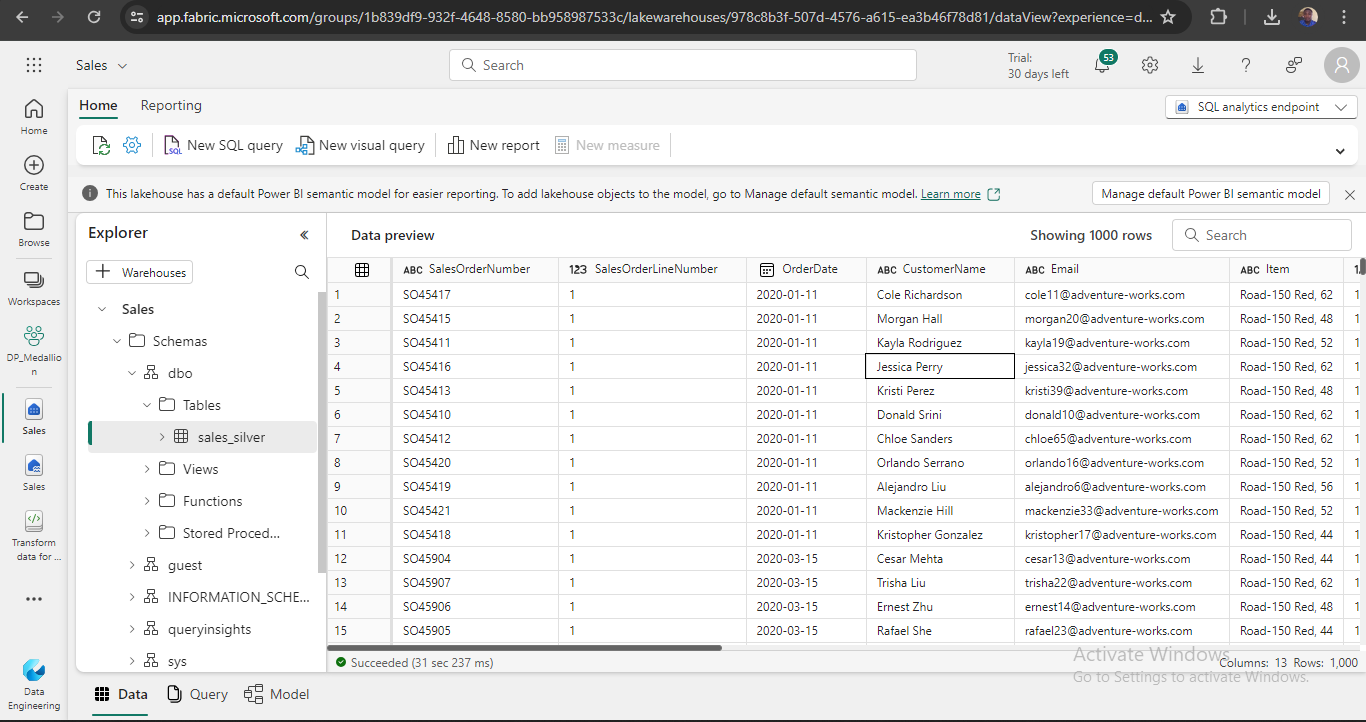 app.fabric.microsoft.com/groups/1b839df9-932f-4648-8580-bb958987533c/lakewarehouses/978c8b3f-507d-4576-a615-ea3b46f78d81/dataView?experience=d...
Sales
Search
Trial:
30 days left
53
Home
Reporting
SQL analytics endpoint
New SQL query
New visual query
New report
New measure
This lakehouse has a default Power BI semantic model for easier reporting. To add lakehouse objects to the model, go to Manage default semantic model. Learn more
Manage default Power BI semantic model
Home
Create
Browse
Workspaces
DP_Medallio
n
Sales
Sales
Transform
data for ...
Data
Engineering
Explorer
Warehouses
Sales
Schemas
dbo
Tables
sales_silver
Views
Functions
Stored Proced...
guest
INFORMATION_SCHE...
queryinsights
sys
Data preview
Showing 1000 rows
Search
ABC SalesOrderNumber 123 SalesOrderLineNumber OrderDate ABC CustomerName ABC Email ABC Item
1 SO45417 1 2020-01-11 Cole Richardson cole11@adventure-works.com Road-150 Red, 62 1
2 SO45415 1 2020-01-11 Morgan Hall morgan20@adventure-works.com Road-150 Red, 48 1
3 SO45411 1 2020-01-11 Kayla Rodriguez kayla19@adventure-works.com Road-150 Red, 52 1
4 SO45416 1 2020-01-11 Jessica Perry jessica32@adventure-works.com Road-150 Red, 62 1
5 SO45413 1 2020-01-11 Kristi Perez kristi39@adventure-works.com Road-150 Red, 48 1
6 SO45410 1 2020-01-11 Donald Srini donald10@adventure-works.com Road-150 Red, 62 1
7 SO45412 1 2020-01-11 Chloe Sanders chloe65@adventure-works.com Road-150 Red, 62 1
8 SO45420 1 2020-01-11 Orlando Serrano orlando16@adventure-works.com Road-150 Red, 52 1
9 SO45419 1 2020-01-11 Alejandro Liu alejandro6@adventure-works.com Road-150 Red, 56 1
10 SO45421 1 2020-01-11 Mackenzie Hill mackenzie33@adventure-works.com Road-150 Red, 52 1
11 SO45418 1 2020-01-11 Kristopher Gonzalez kristopher17@adventure-works.com Road-150 Red, 44 1
12 SO45904 1 2020-03-15 Cesar Mehta cesar13@adventure-works.com Road-150 Red, 44 1
13 SO45907 1 2020-03-15 Trisha Liu trisha22@adventure-works.com Road-150 Red, 62 1
14 SO45906 1 2020-03-15 Ernest Zhu ernest14@adventure-works.com Road-150 Red, 48 1
15 SO45905 1 2020-03-15 Rafael She rafael23@adventure-works.com Road-150 Red, 44 1
Succeeded (31 sec 237 ms)
Columns: 13 Rows: 1,000
Activate Windows
Go to Settings to activate Windows.
Data
Query
Model